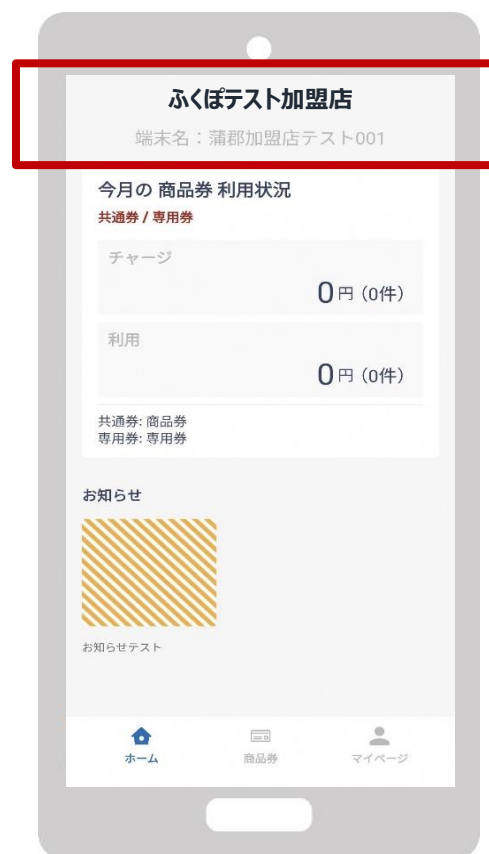 ふくぽテスト加盟店
端末名：蒲郡加盟店テスト001
今月の 商品券 利用状況
共通券 / 専用券
チャージ
0円（0件）
利用
0円（0件）
共通券: 商品券
専用券: 専用券
お知らせ
お知らせテスト
ホーム
商品券
マイページ